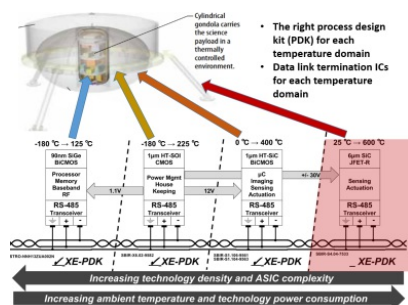 Cylindrical
gondola carries
the science
payload in a
thermally
controlled
environment.
• The right process design
kit (PDK) for each
temperature domain
• Data link termination ICs
for each temperature
domain
-180 °C → 125 °C
-180 °C → 225 °C
0 °C → 400 °C
25 °C → 600 °C
90nm SiGe
BiCMOS
Processor
Memory
Baseband
RF
RS-485
Transceiver
1μm HT-SOI
CMOS
Power Mgmt
House
Keeping
RS-485
Transceiver
1μm HT-SiC
BiCMOS
μC
Imaging
Sensing
Actuation
RS-485
Transceiver
6μm SiC
JFET-R
Sensing
Actuation
RS-485
Transceiver
1.1V
12V
+/- 30V
XE-PDK
XE-PDK
XE-PDK
XE-PDK
Increasing technology density and ASIC complexity
Increasing ambient temperature and technology power consumption